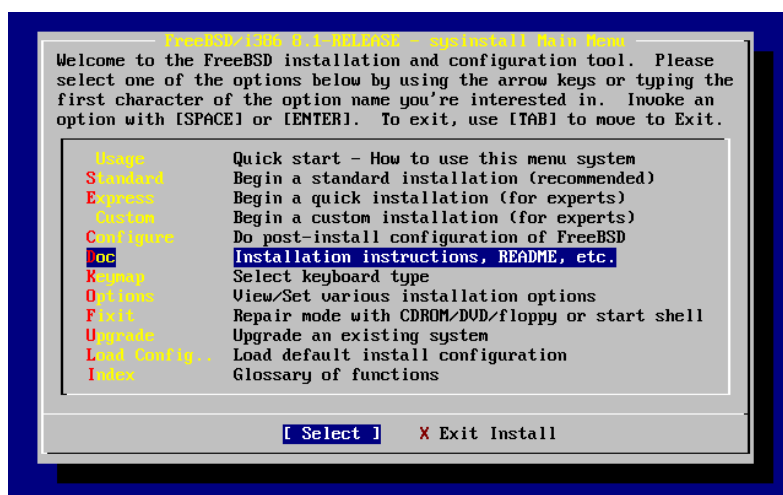 FreeBSD/i386 8.1-RELEASE - sysinstall Main Menu
Welcome to the FreeBSD installation and configuration tool.  Please
select one of the options below by using the arrow keys or typing the
first character of the option name you're interested in.  Invoke an
option with [SPACE] or [ENTER].  To exit, use [TAB] to move to Exit.
Usage Quick start - How to use this menu system
Standard Begin a standard installation (recommended)
Express Begin a quick installation (for experts)
Custom Begin a custom installation (for experts)
Configure Do post-install configuration of FreeBSD
Doc Installation instructions, README, etc.
Keymap Select keyboard type
Options View/Set various installation options
Fixit Repair mode with CDROM/DVD/floppy or start shell
Upgrade Upgrade an existing system
Load Config.. Load default install configuration
Index Glossary of functions
[ Select ] X Exit Install